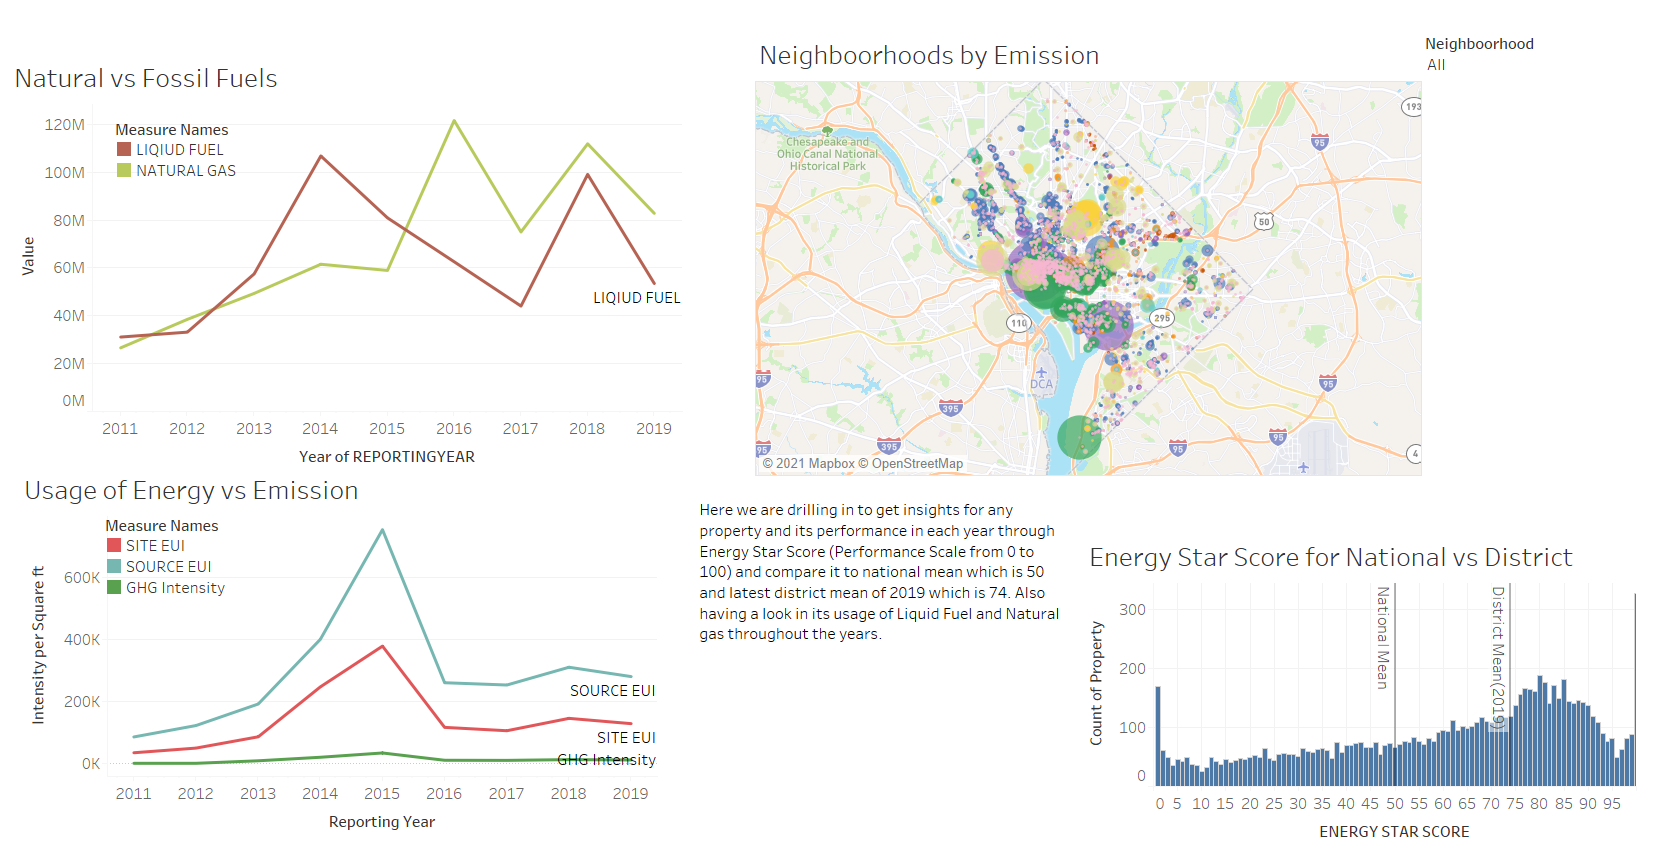 Natural vs Fossil Fuels
Measure Names
LIQIUD FUEL
NATURAL GAS
120M
100M
80M
60M
40M
20M
0M
Value
LIQIUD FUEL
2011 2012 2013 2014 2015 2016 2017 2018 2019
Year of REPORTINGYEAR
Neighboorhoods by Emission
Neighboorhood
All
Chesapeake and
Ohio Canal National
Historical Park
193
95
50
110
295
DCA
95
95
395
395
95
95
95
4
© 2021 Mapbox © OpenStreetMap
Usage of Energy vs Emission
Measure Names
SITE EUI
SOURCE EUI
GHG Intensity
600K
400K
200K
0K
Intensity per Square ft
SOURCE EUI
SITE EUI
GHG Intensity
2011 2012 2013 2014 2015 2016 2017 2018 2019
Reporting Year
Here we are drilling in to get insights for any
property and its performance in each year through
Energy Star Score (Performance Scale from 0 to
100) and compare it to national mean which is 50
and latest district mean of 2019 which is 74. Also
having a look in its usage of Liquid Fuel and Natural
gas throughout the years.
Energy Star Score for National vs District
300
200
100
0
Count of Property
National Mean
District Mean(2019)
0 5 10 15 20 25 30 35 40 45 50 55 60 65 70 75 80 85 90 95
ENERGY STAR SCORE